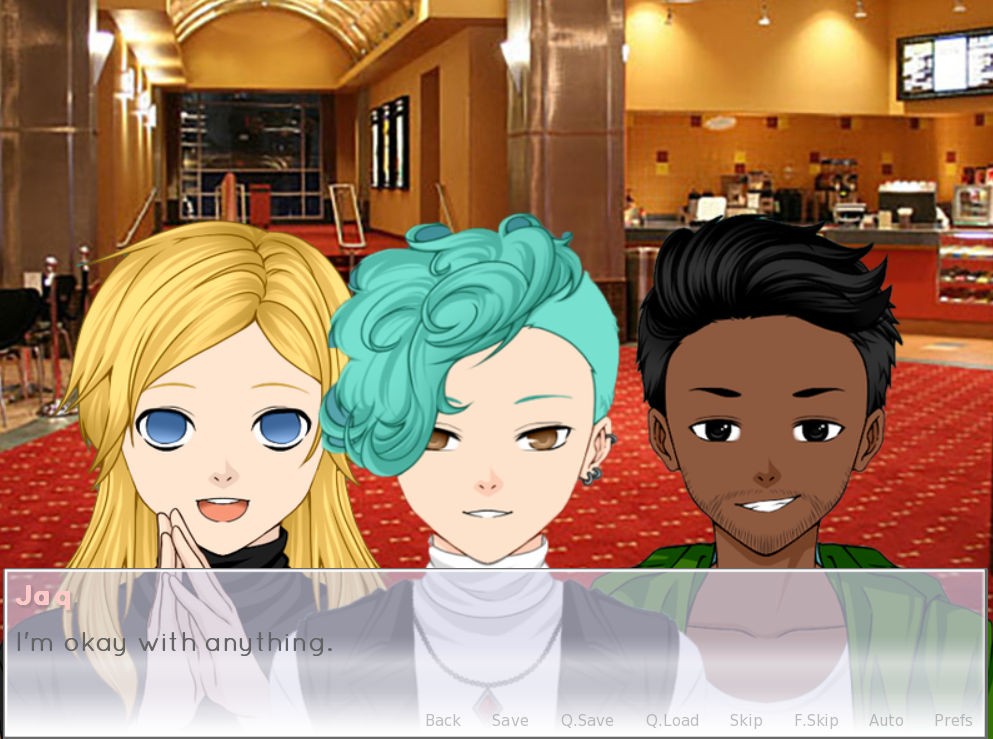 Jaq
I'm okay with anything.
Back Save Q.Save Q.Load Skip F.Skip Auto Prefs